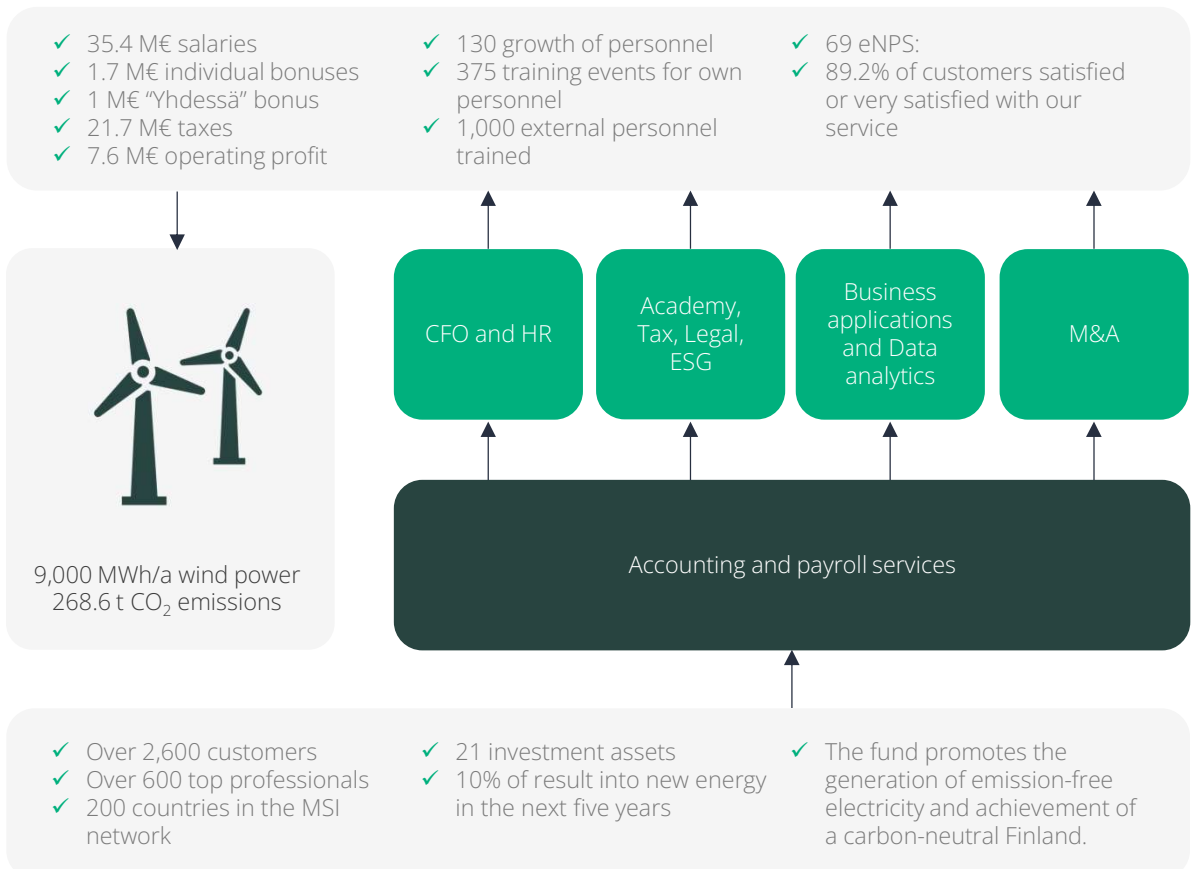 35.4 M€ salaries
1.7 M€ individual bonuses
1 M€ “Yhdessä” bonus
21.7 M€ taxes
7.6 M€ operating profit
130 growth of personnel
375 training events for own
personnel
1,000 external personnel
trained
69 eNPS:
89.2% of customers satisfied
or very satisfied with our
service
9,000 MWh/a wind power
268.6 t CO₂ emissions
CFO and HR
Academy,
Tax, Legal,
ESG
Business
applications
and Data
analytics
M&A
Accounting and payroll services
Over 2,600 customers
Over 600 top professionals
200 countries in the MSI
network
21 investment assets
10% of result into new energy
in the next five years
The fund promotes the
generation of emission-free
electricity and achievement of
a carbon-neutral Finland.